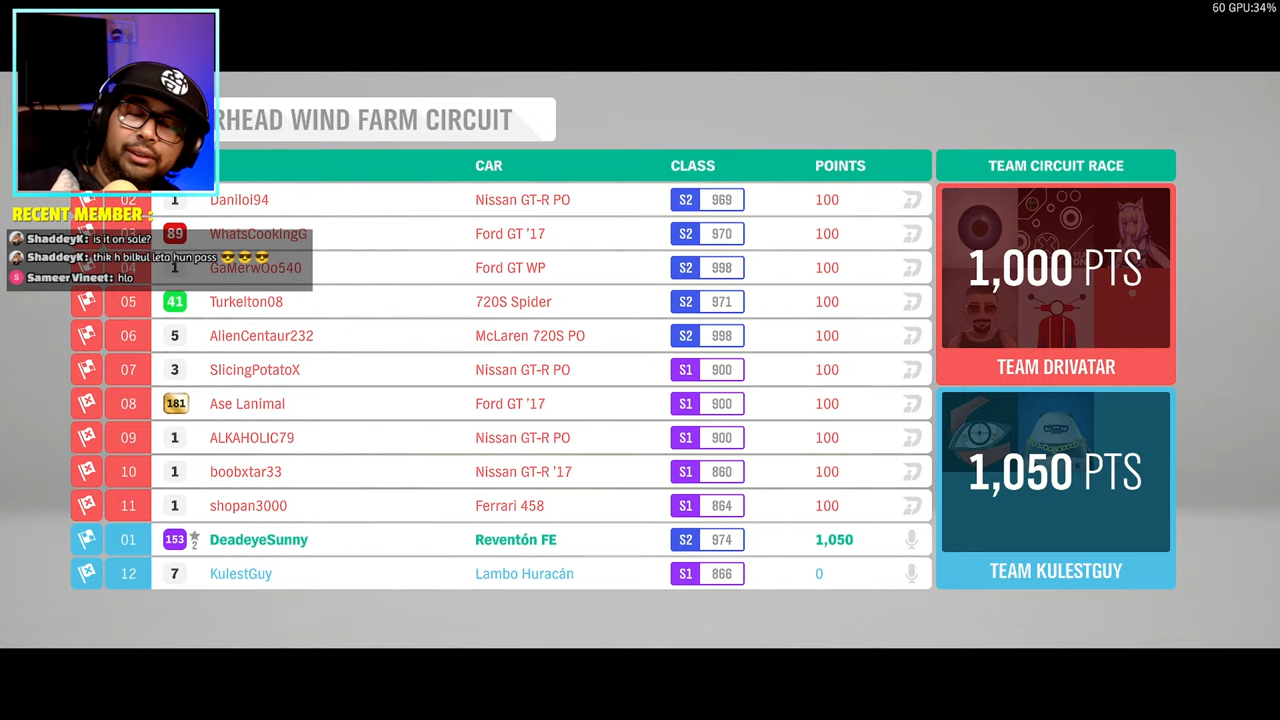 60 GPU:34%
RHEAD WIND FARM CIRCUIT
CAR CLASS POINTS TEAM CIRCUIT RACE
02 1 Daniloi94 Nissan GT-R PO S2 969 100
03 89 WhatsCookingG Ford GT '17 S2 970 100
04 1 GaMerwOo540 Ford GT WP S2 998 100
05 41 Turkelton08 720S Spider S2 971 100
06 5 AlienCentaur232 McLaren 720S PO S2 998 100
07 3 SlicingPotatoX Nissan GT-R PO S1 900 100
08 181 Ase Lanimal Ford GT '17 S1 900 100
09 1 ALKAHOLIC79 Nissan GT-R PO S1 900 100
10 1 boobxtar33 Nissan GT-R '17 S1 860 100
11 1 shopan3000 Ferrari 458 S1 864 100
01 153 2 DeadeyeSunny Reventón FE S2 974 1,050
12 7 KulestGuy Lambo Huracán S1 866 0
1,000 PTS
TEAM DRIVATAR
1,050 PTS
TEAM KULESTGUY
RECENT MEMBER :
ShaddeyK: is it on sale?
ShaddeyK: thik h bilkul leta hun pass 😎 😎 😎
SameerVineet: hlo